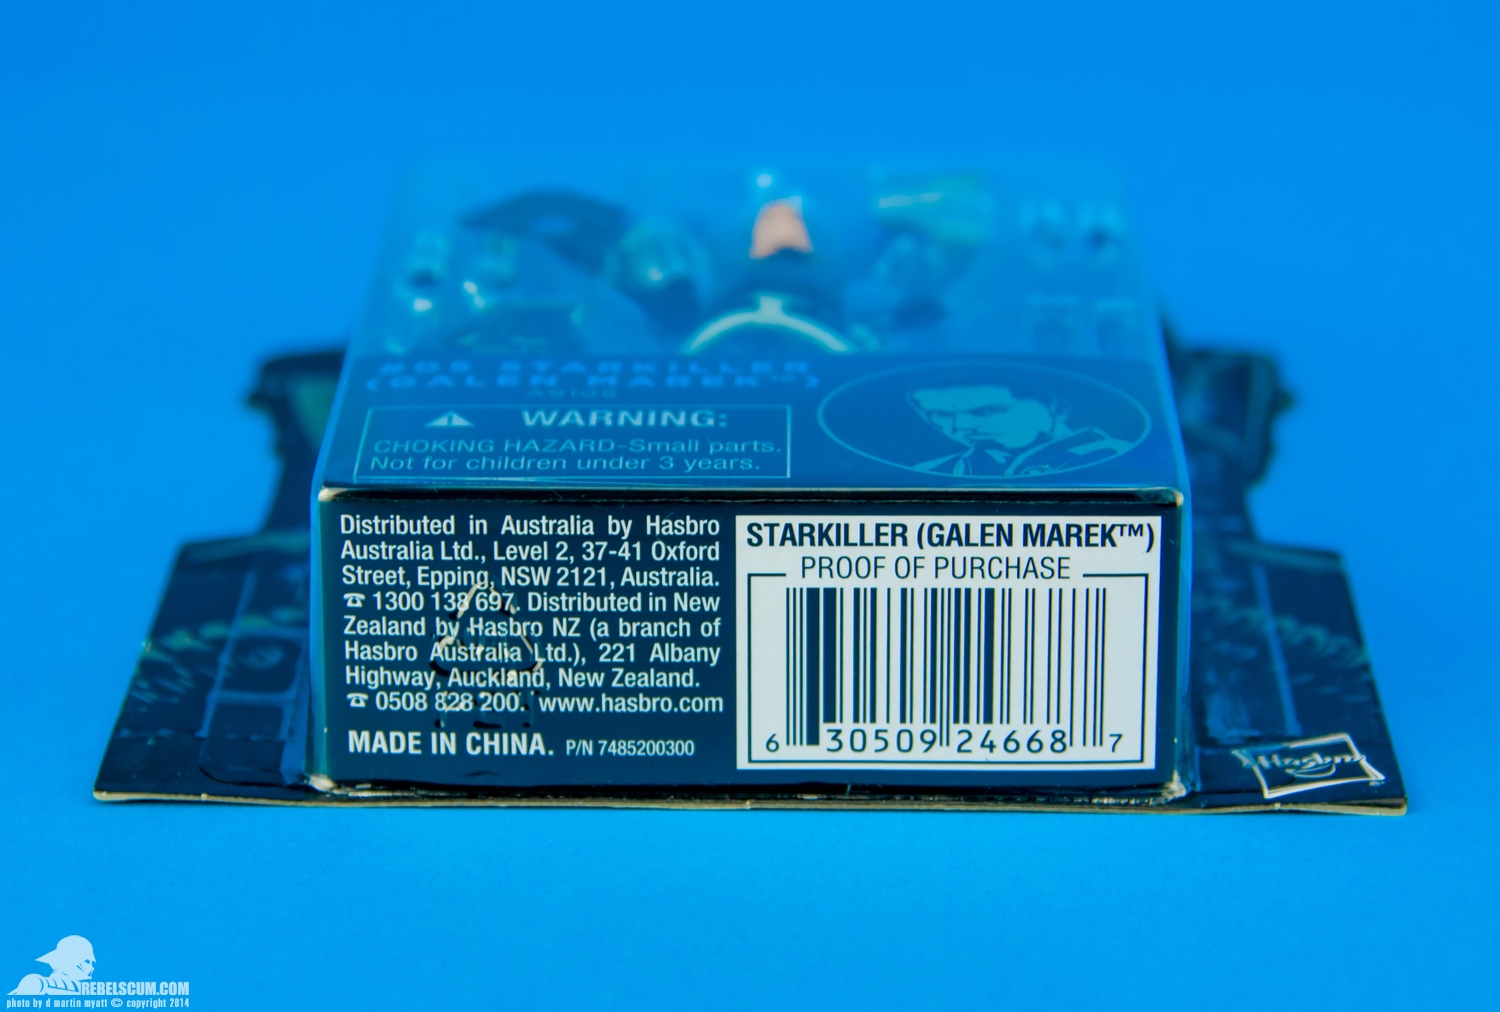 #05 STARKILLER
(GALEN MAREK™)
A9106
WARNING:
CHOKING HAZARD-Small parts.
Not for children under 3 years.
Distributed in Australia by Hasbro
Australia Ltd., Level 2, 37-41 Oxford
Street, Epping, NSW 2121, Australia.
☎ 1300 138 697. Distributed in New
Zealand by Hasbro NZ (a branch of
Hasbro Australia Ltd.), 221 Albany
Highway, Auckland, New Zealand.
☎ 0508 828 200. www.hasbro.com
MADE IN CHINA. P/N 7485200300
STARKILLER (GALEN MAREK™)
PROOF OF PURCHASE
6 30509 24668 7
Hasbro
REBELSCUM.COM
photo by d martin myatt © copyright 2014